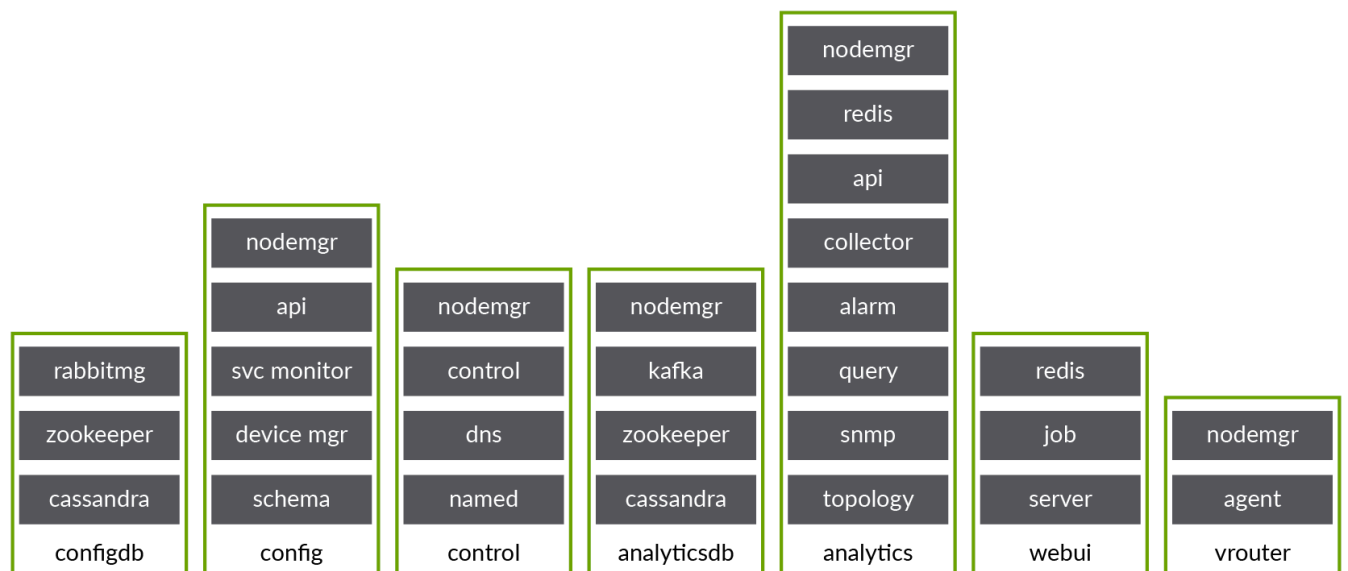 rabbitmg
zookeeper
cassandra
configdb
nodemgr
api
svc monitor
device mgr
schema
config
nodemgr
control
dns
named
control
nodemgr
kafka
zookeeper
cassandra
analyticsdb
nodemgr
redis
api
collector
alarm
query
snmp
topology
analytics
redis
job
server
webui
nodemgr
agent
vrouter